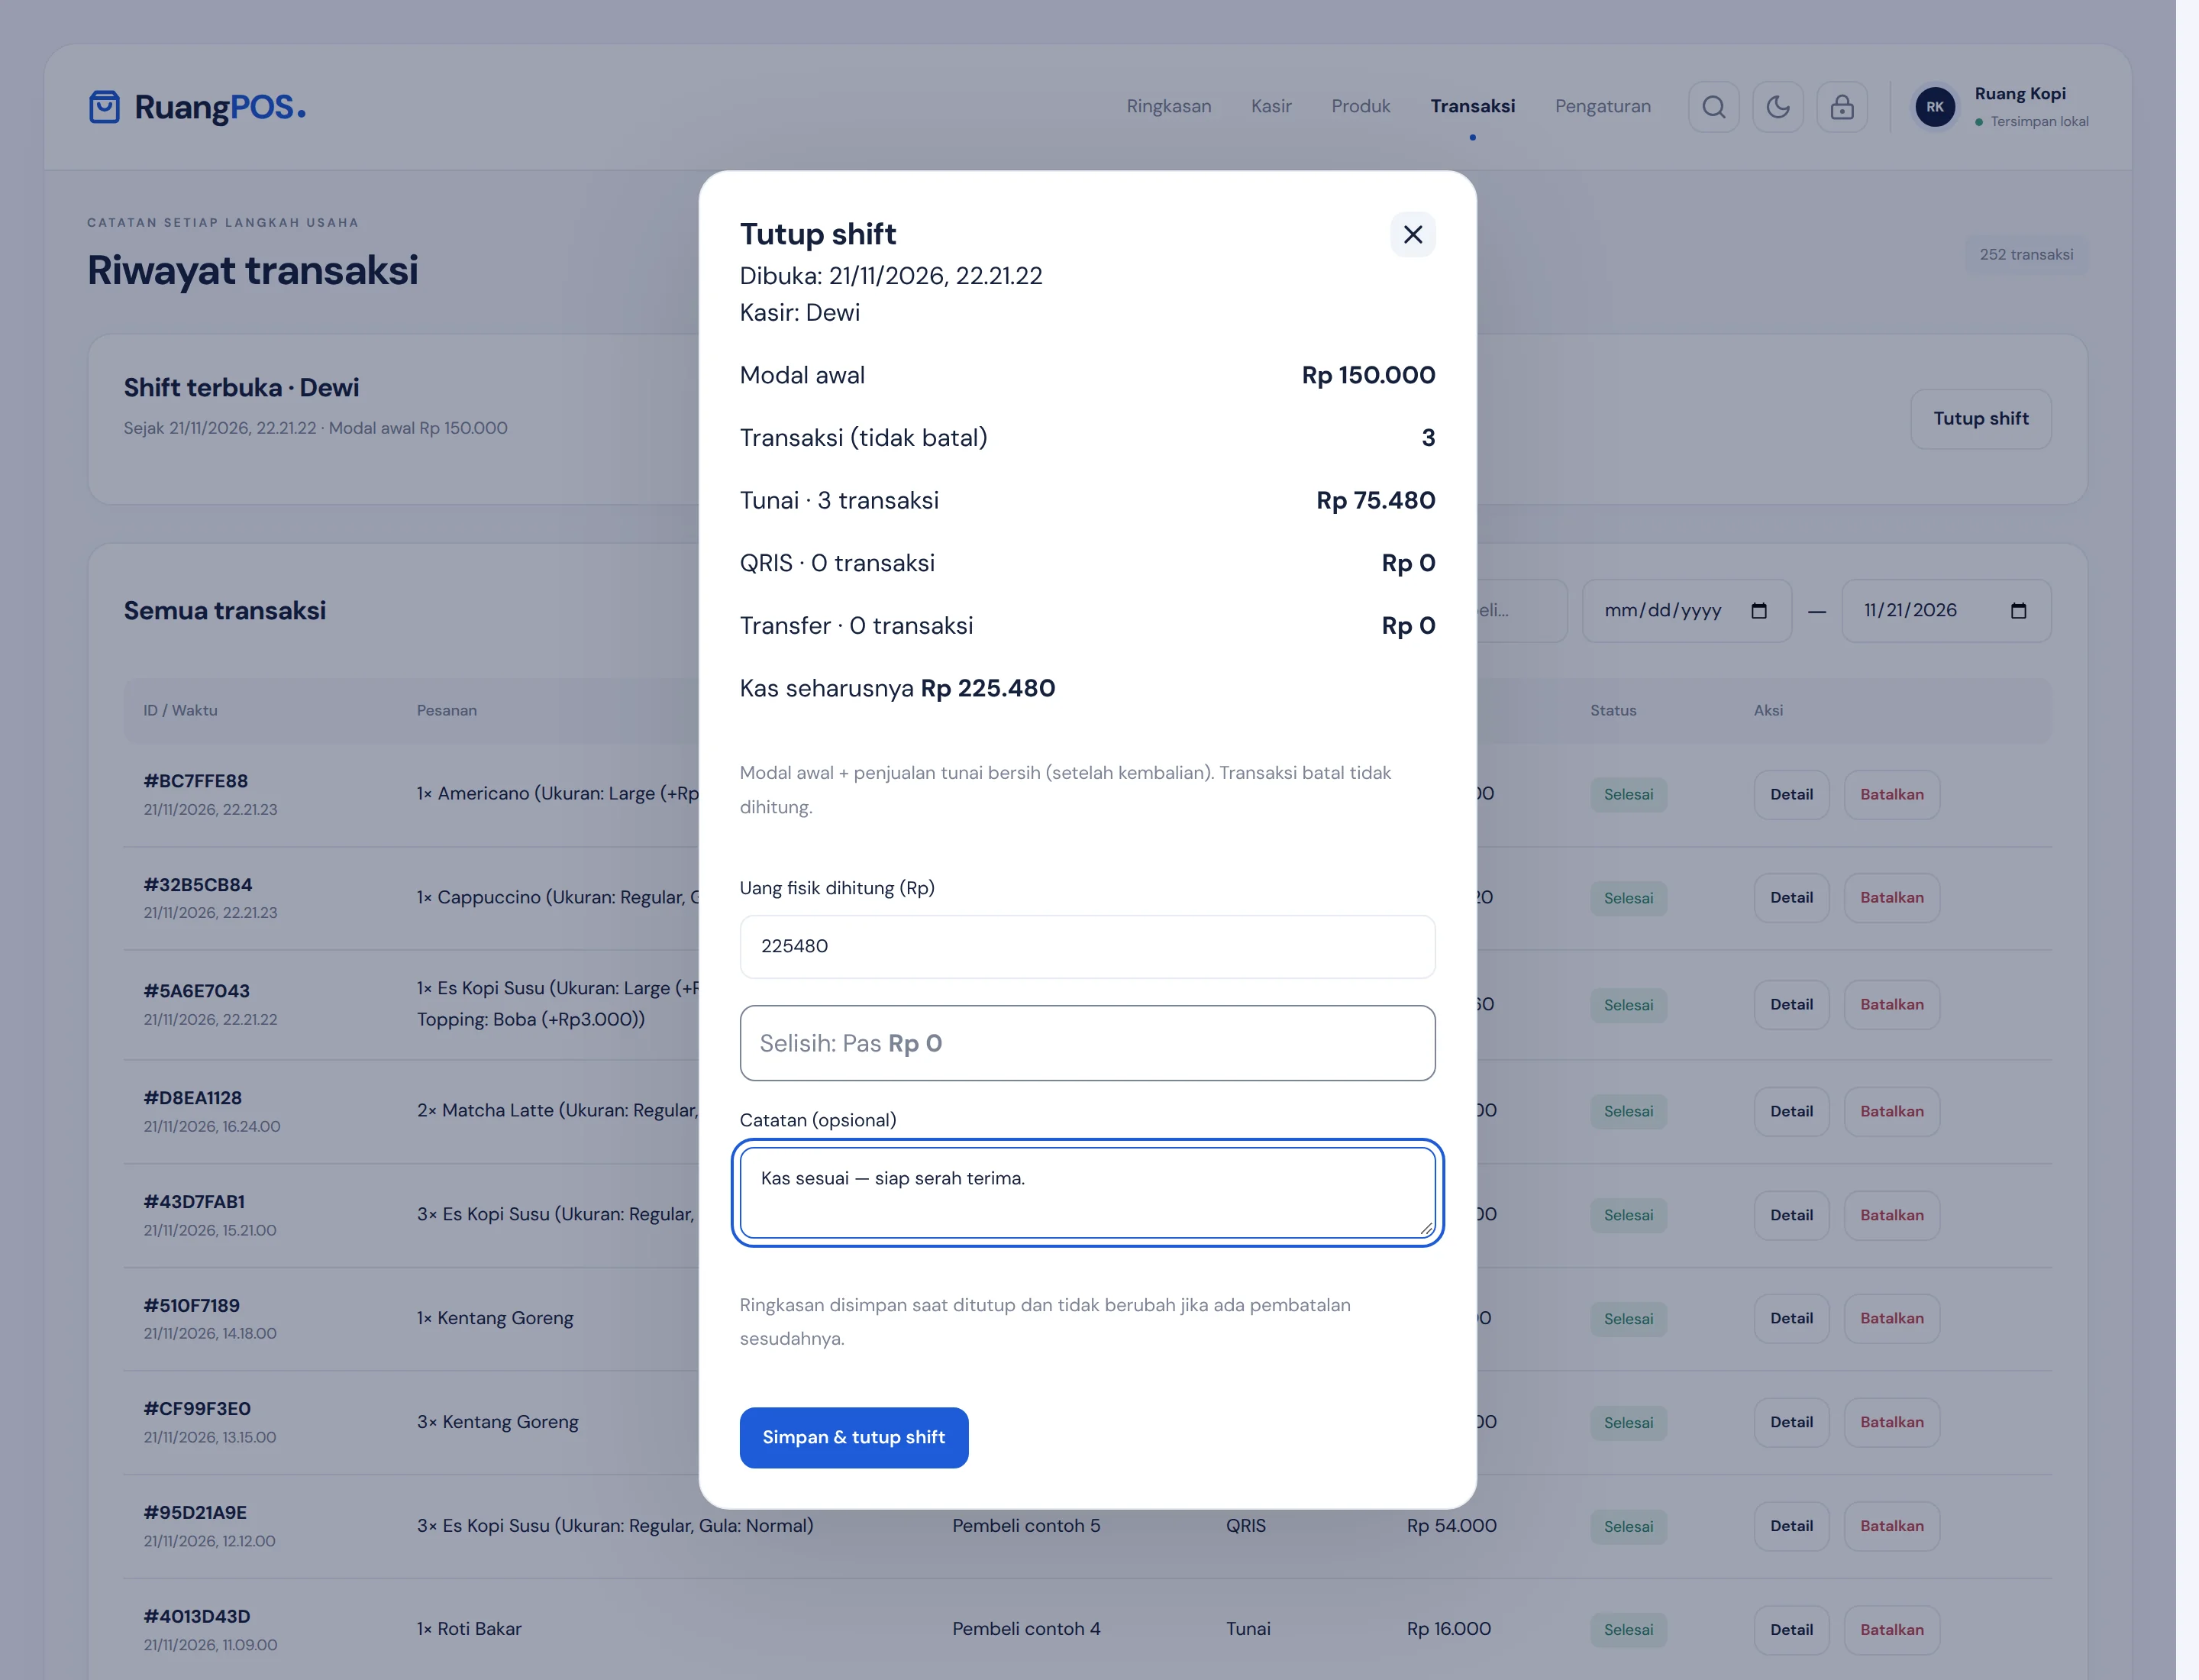 RuangPOS.
Ringkasan
Kasir
Produk
Transaksi
Pengaturan
RK
Ruang Kopi
Tersimpan lokal
CATATAN SETIAP LANGKAH USAHA
Riwayat transaksi
252 transaksi
Shift terbuka · Dewi
Sejak 21/11/2026, 22.21.22 · Modal awal Rp 150.000
Tutup shift
Semua transaksi
mm/dd/yyyy
—
11/21/2026
ID / Waktu
Pesanan
Status
Aksi
#BC7FFE88
21/11/2026, 22.21.23
1× Americano (Ukuran: Large (+Rp
Selesai
Detail
Batalkan
#32B5CB84
21/11/2026, 22.21.23
1× Cappuccino (Ukuran: Regular,
Selesai
Detail
Batalkan
#5A6E7043
21/11/2026, 22.21.22
1× Es Kopi Susu (Ukuran: Large
Topping: Boba (+Rp3.000))
Selesai
Detail
Batalkan
#D8EA1128
21/11/2026, 16.24.00
2× Matcha Latte (Ukuran: Regular,
Selesai
Detail
Batalkan
#43D7FAB1
21/11/2026, 15.21.00
3× Es Kopi Susu (Ukuran: Regular,
Selesai
Detail
Batalkan
#510F7189
21/11/2026, 14.18.00
1× Kentang Goreng
Selesai
Detail
Batalkan
#CF99F3E0
21/11/2026, 13.15.00
3× Kentang Goreng
Selesai
Detail
Batalkan
#95D21A9E
21/11/2026, 12.12.00
3× Es Kopi Susu (Ukuran: Regular, Gula: Normal)
Pembeli contoh 5
QRIS
Rp 54.000
Selesai
Detail
Batalkan
#4013D43D
21/11/2026, 11.09.00
1× Roti Bakar
Pembeli contoh 4
Tunai
Rp 16.000
Selesai
Detail
Batalkan
Tutup shift
Dibuka: 21/11/2026, 22.21.22
Kasir: Dewi
Modal awal Rp 150.000
Transaksi (tidak batal) 3
Tunai · 3 transaksi Rp 75.480
QRIS · 0 transaksi Rp 0
Transfer · 0 transaksi Rp 0
Kas seharusnya Rp 225.480
Modal awal + penjualan tunai bersih (setelah kembalian). Transaksi batal tidak
dihitung.
Uang fisik dihitung (Rp)
225480
Selisih: Pas Rp 0
Catatan (opsional)
Kas sesuai — siap serah terima.
Ringkasan disimpan saat ditutup dan tidak berubah jika ada pembatalan
sesudahnya.
Simpan & tutup shift